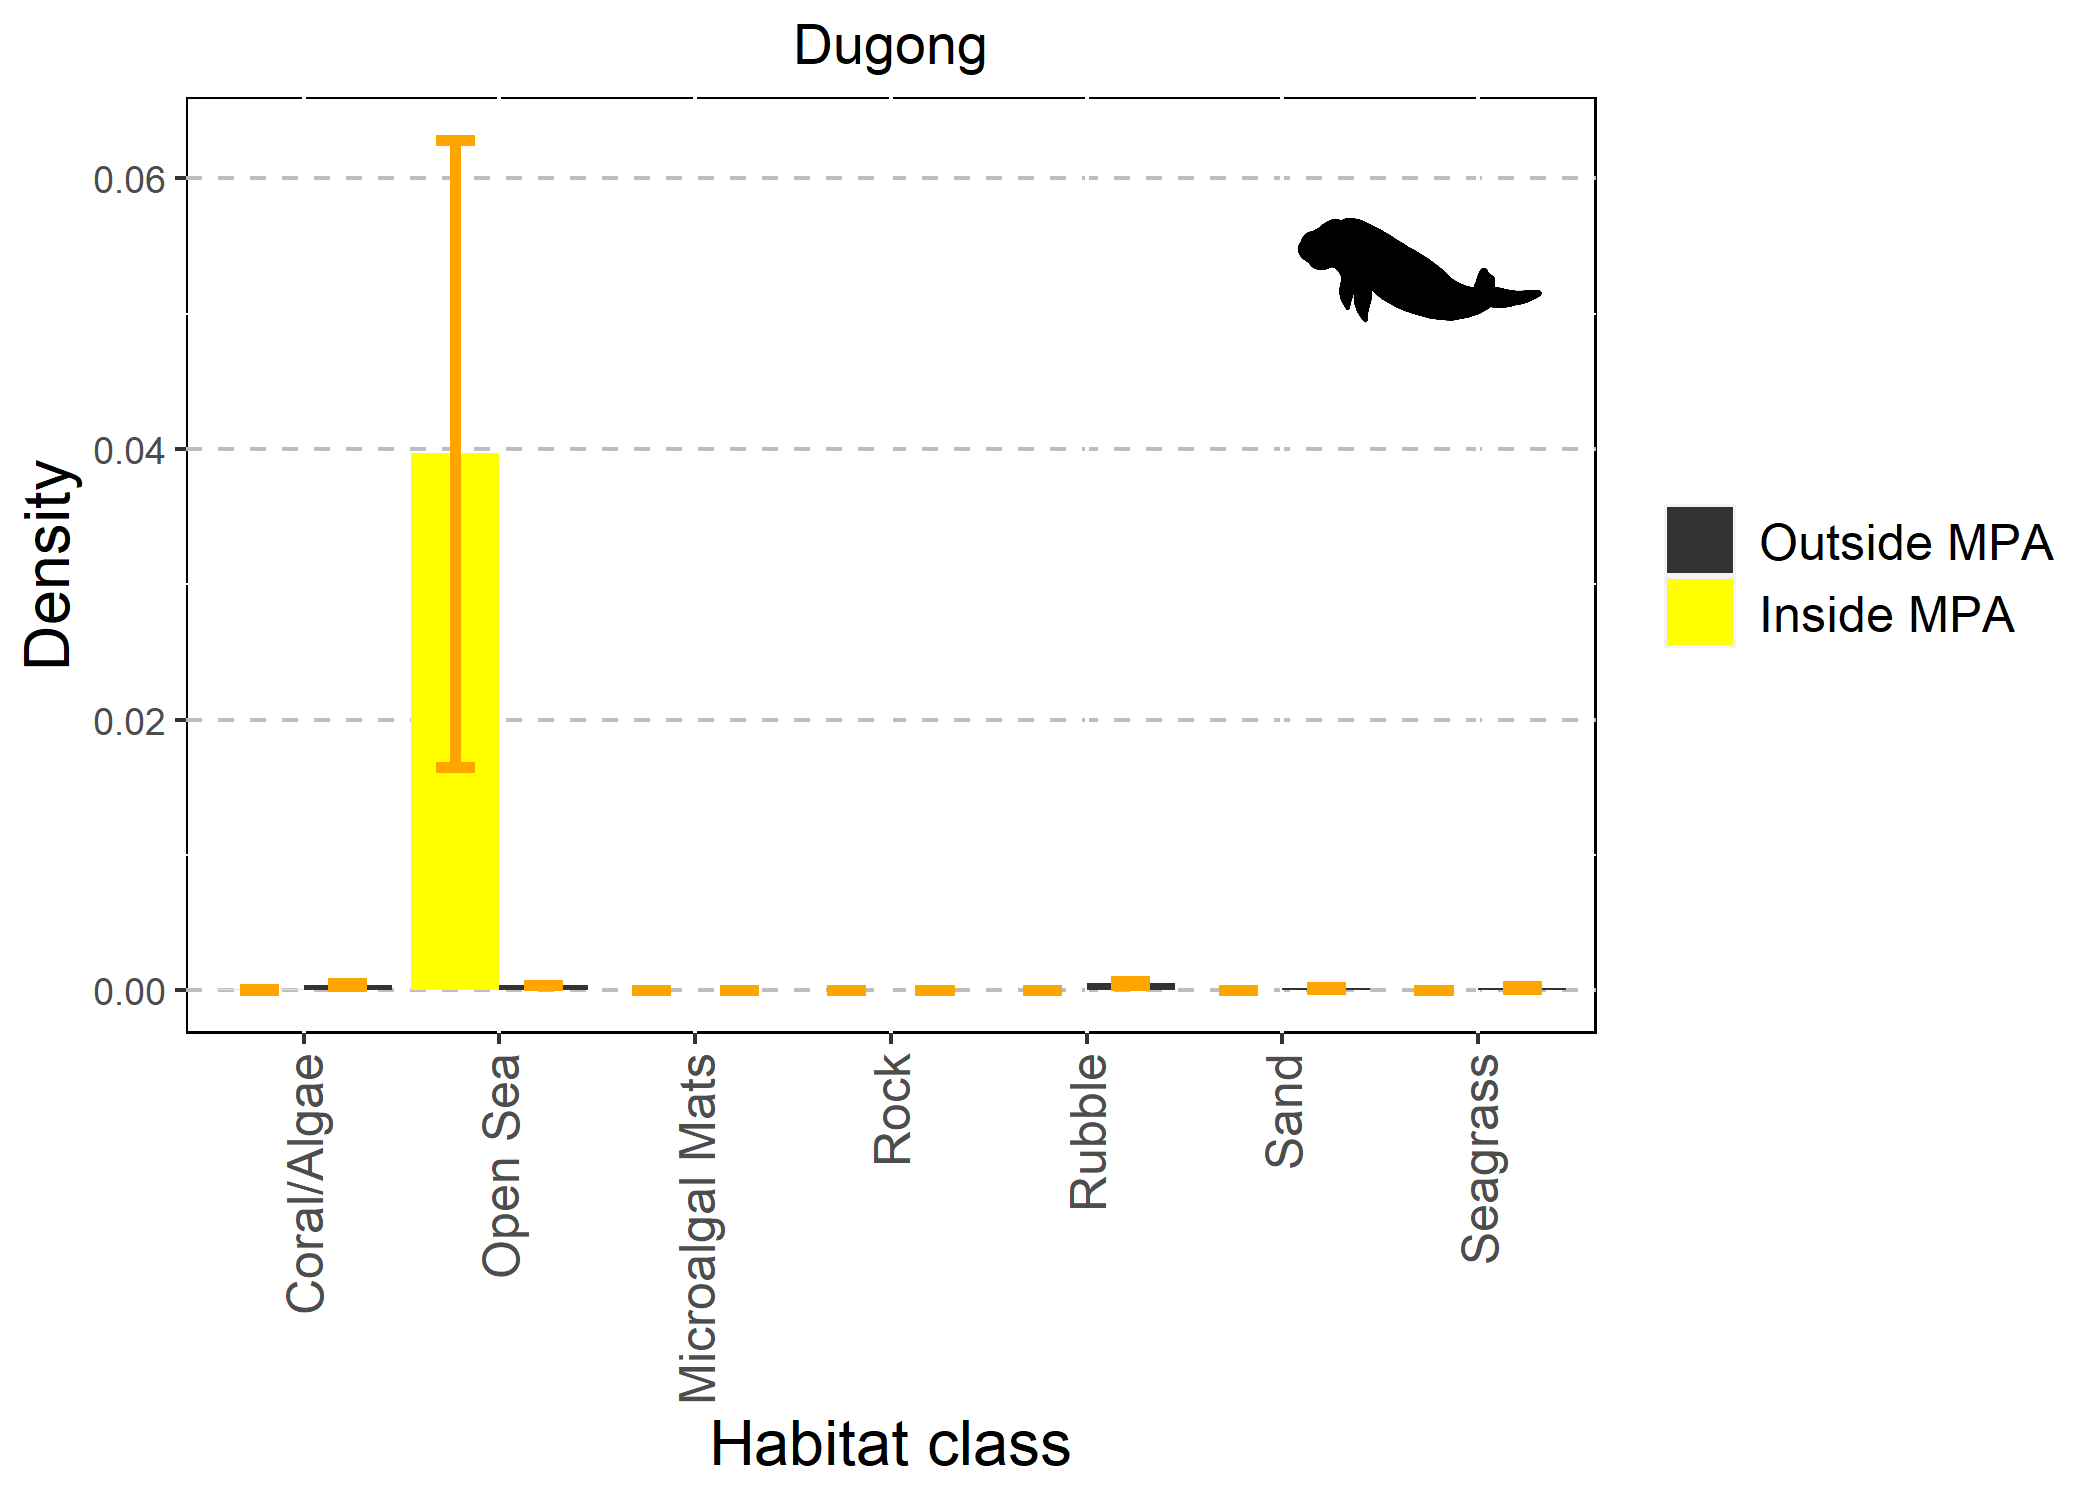 Dugong
Density
0.06
0.04
0.02
0.00
Coral/Algae
Open Sea
Microalgal Mats
Rock
Rubble
Sand
Seagrass
Habitat class
Outside MPA
Inside MPA